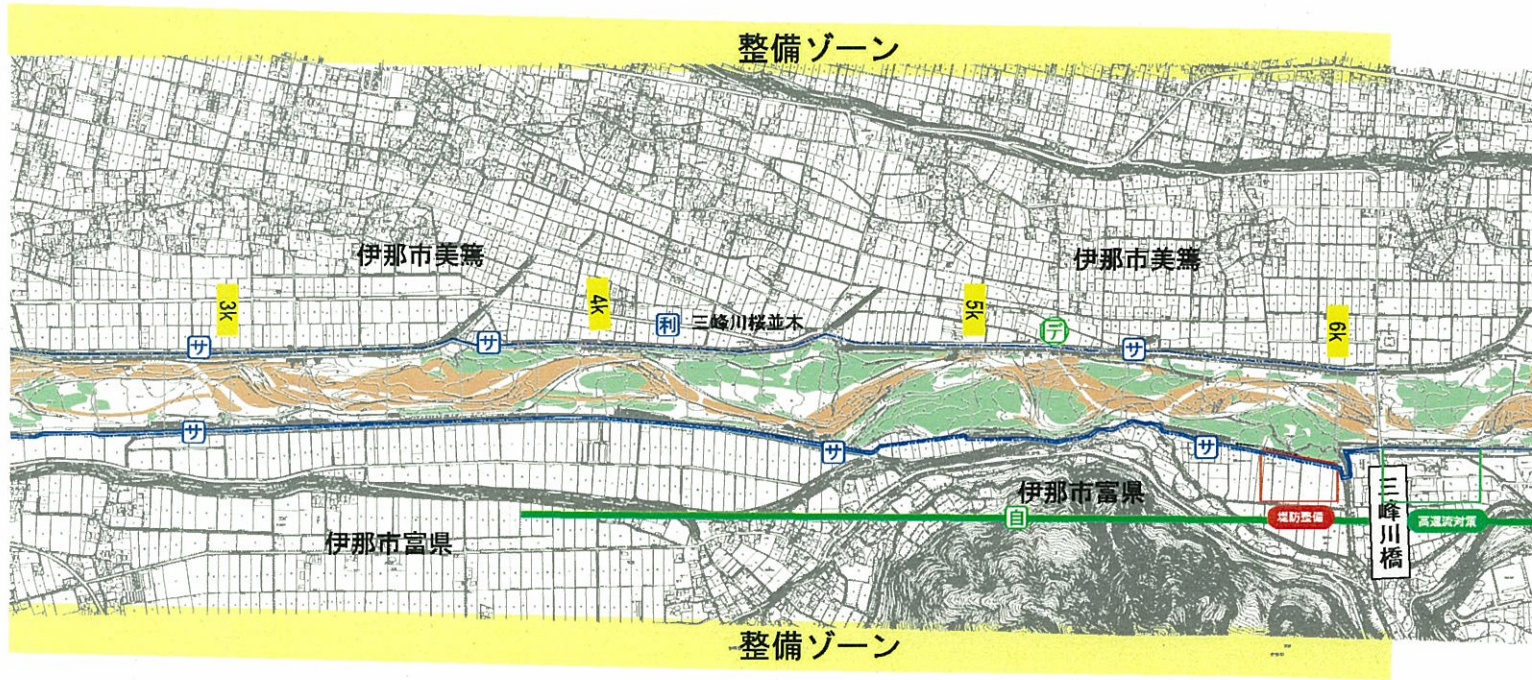 整備ゾーン
伊那市美篶
伊那市美篶
3k
4k
利
三峰川桜並木
5k
デ
6k
サ
サ
サ
サ
サ
サ
伊那市富県
自
堤防整備
三峰川橋
高速流対策
伊那市富県
整備ゾーン